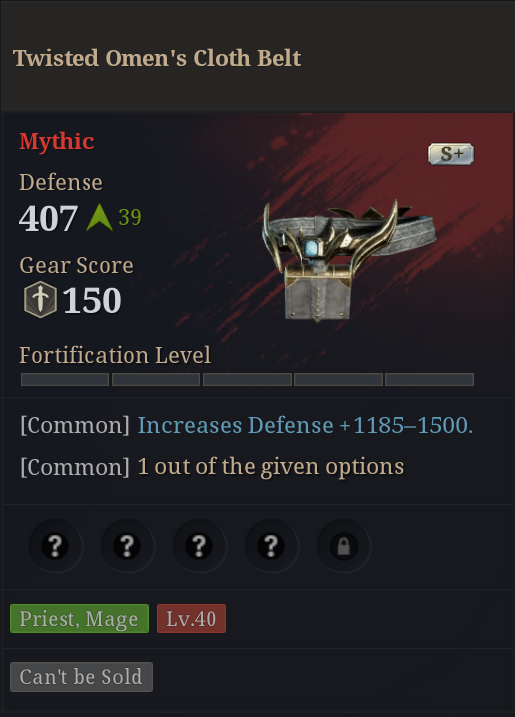 Twisted Omen's Cloth Belt
Mythic
S+
Defense
407 39
Gear Score
150
Fortification Level
[Common] Increases Defense +1185–1500.
[Common] 1 out of the given options
? ? ? ?
Priest, Mage Lv.40
Can't be Sold